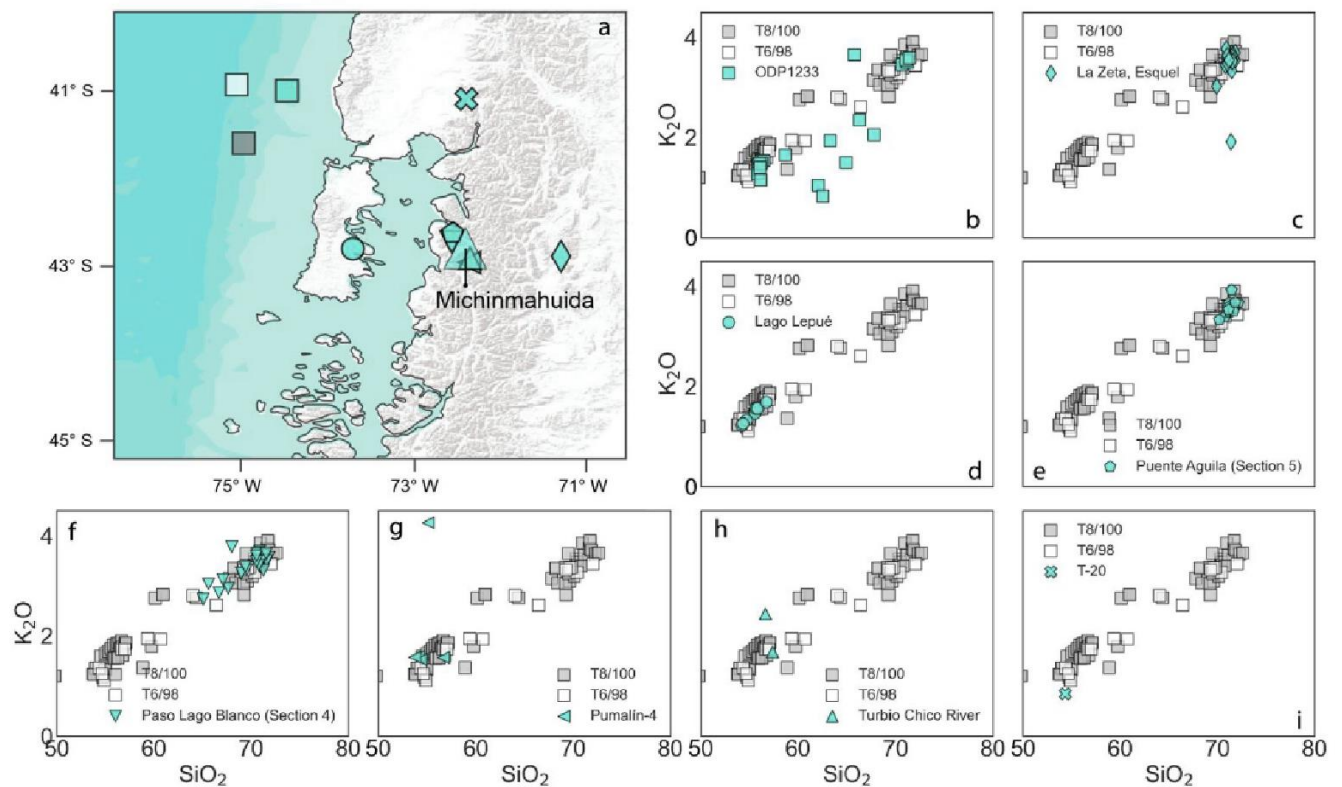 a
41° S
43° S
45° S
75°W
73°W
71°W
Michinmahuida
4
2
0
K₂O
T8/100
T6/98
ODP1233
b
T8/100
T6/98
La Zeta, Esquel
c
4
2
0
K₂O
T8/100
T6/98
Lago Lepué
d
T8/100
T6/98
Puente Aguila (Section 5)
e
f
4
2
0
K₂O
T8/100
T6/98
Paso Lago Blanco (Section 4)
50 60 70 80
SiO₂
g
T8/100
T6/98
Pumalín-4
50 60 70 80
SiO₂
h
T8/100
T6/98
Turbio Chico River
50 60 70 80
SiO₂
T8/100
T6/98
T-20
i
50 60 70 80
SiO₂